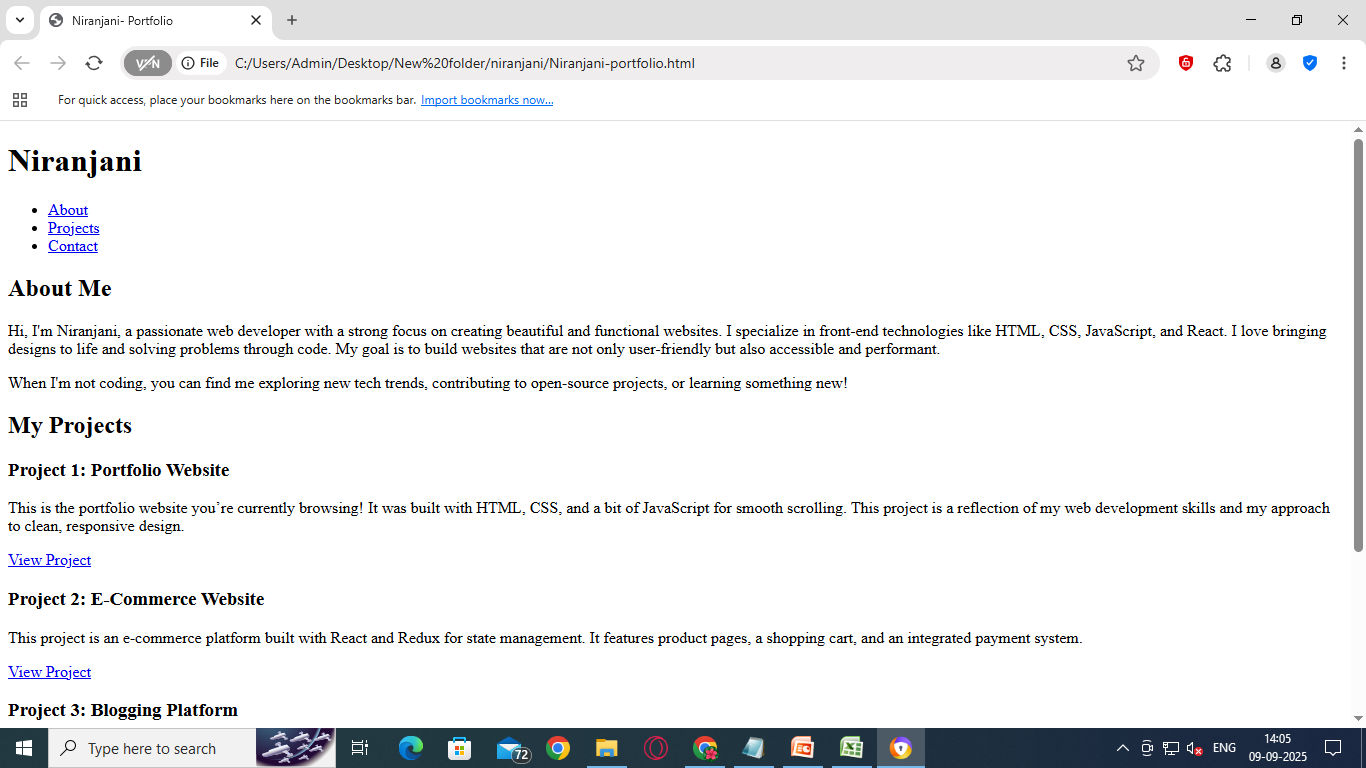 Niranjani- Portfolio
VPN
File
C:/Users/Admin/Desktop/New%20folder/niranjani/Niranjani-portfolio.html
For quick access, place your bookmarks here on the bookmarks bar. Import bookmarks now...
Niranjani
About
Projects
Contact
About Me
Hi, I'm Niranjani, a passionate web developer with a strong focus on creating beautiful and functional websites. I specialize in front-end technologies like HTML, CSS, JavaScript, and React. I love bringing
designs to life and solving problems through code. My goal is to build websites that are not only user-friendly but also accessible and performant.
When I'm not coding, you can find me exploring new tech trends, contributing to open-source projects, or learning something new!
My Projects
Project 1: Portfolio Website
This is the portfolio website you’re currently browsing! It was built with HTML, CSS, and a bit of JavaScript for smooth scrolling. This project is a reflection of my web development skills and my approach
to clean, responsive design.
View Project
Project 2: E-Commerce Website
This project is an e-commerce platform built with React and Redux for state management. It features product pages, a shopping cart, and an integrated payment system.
View Project
Project 3: Blogging Platform
Type here to search
72
ENG
14:05
09-09-2025